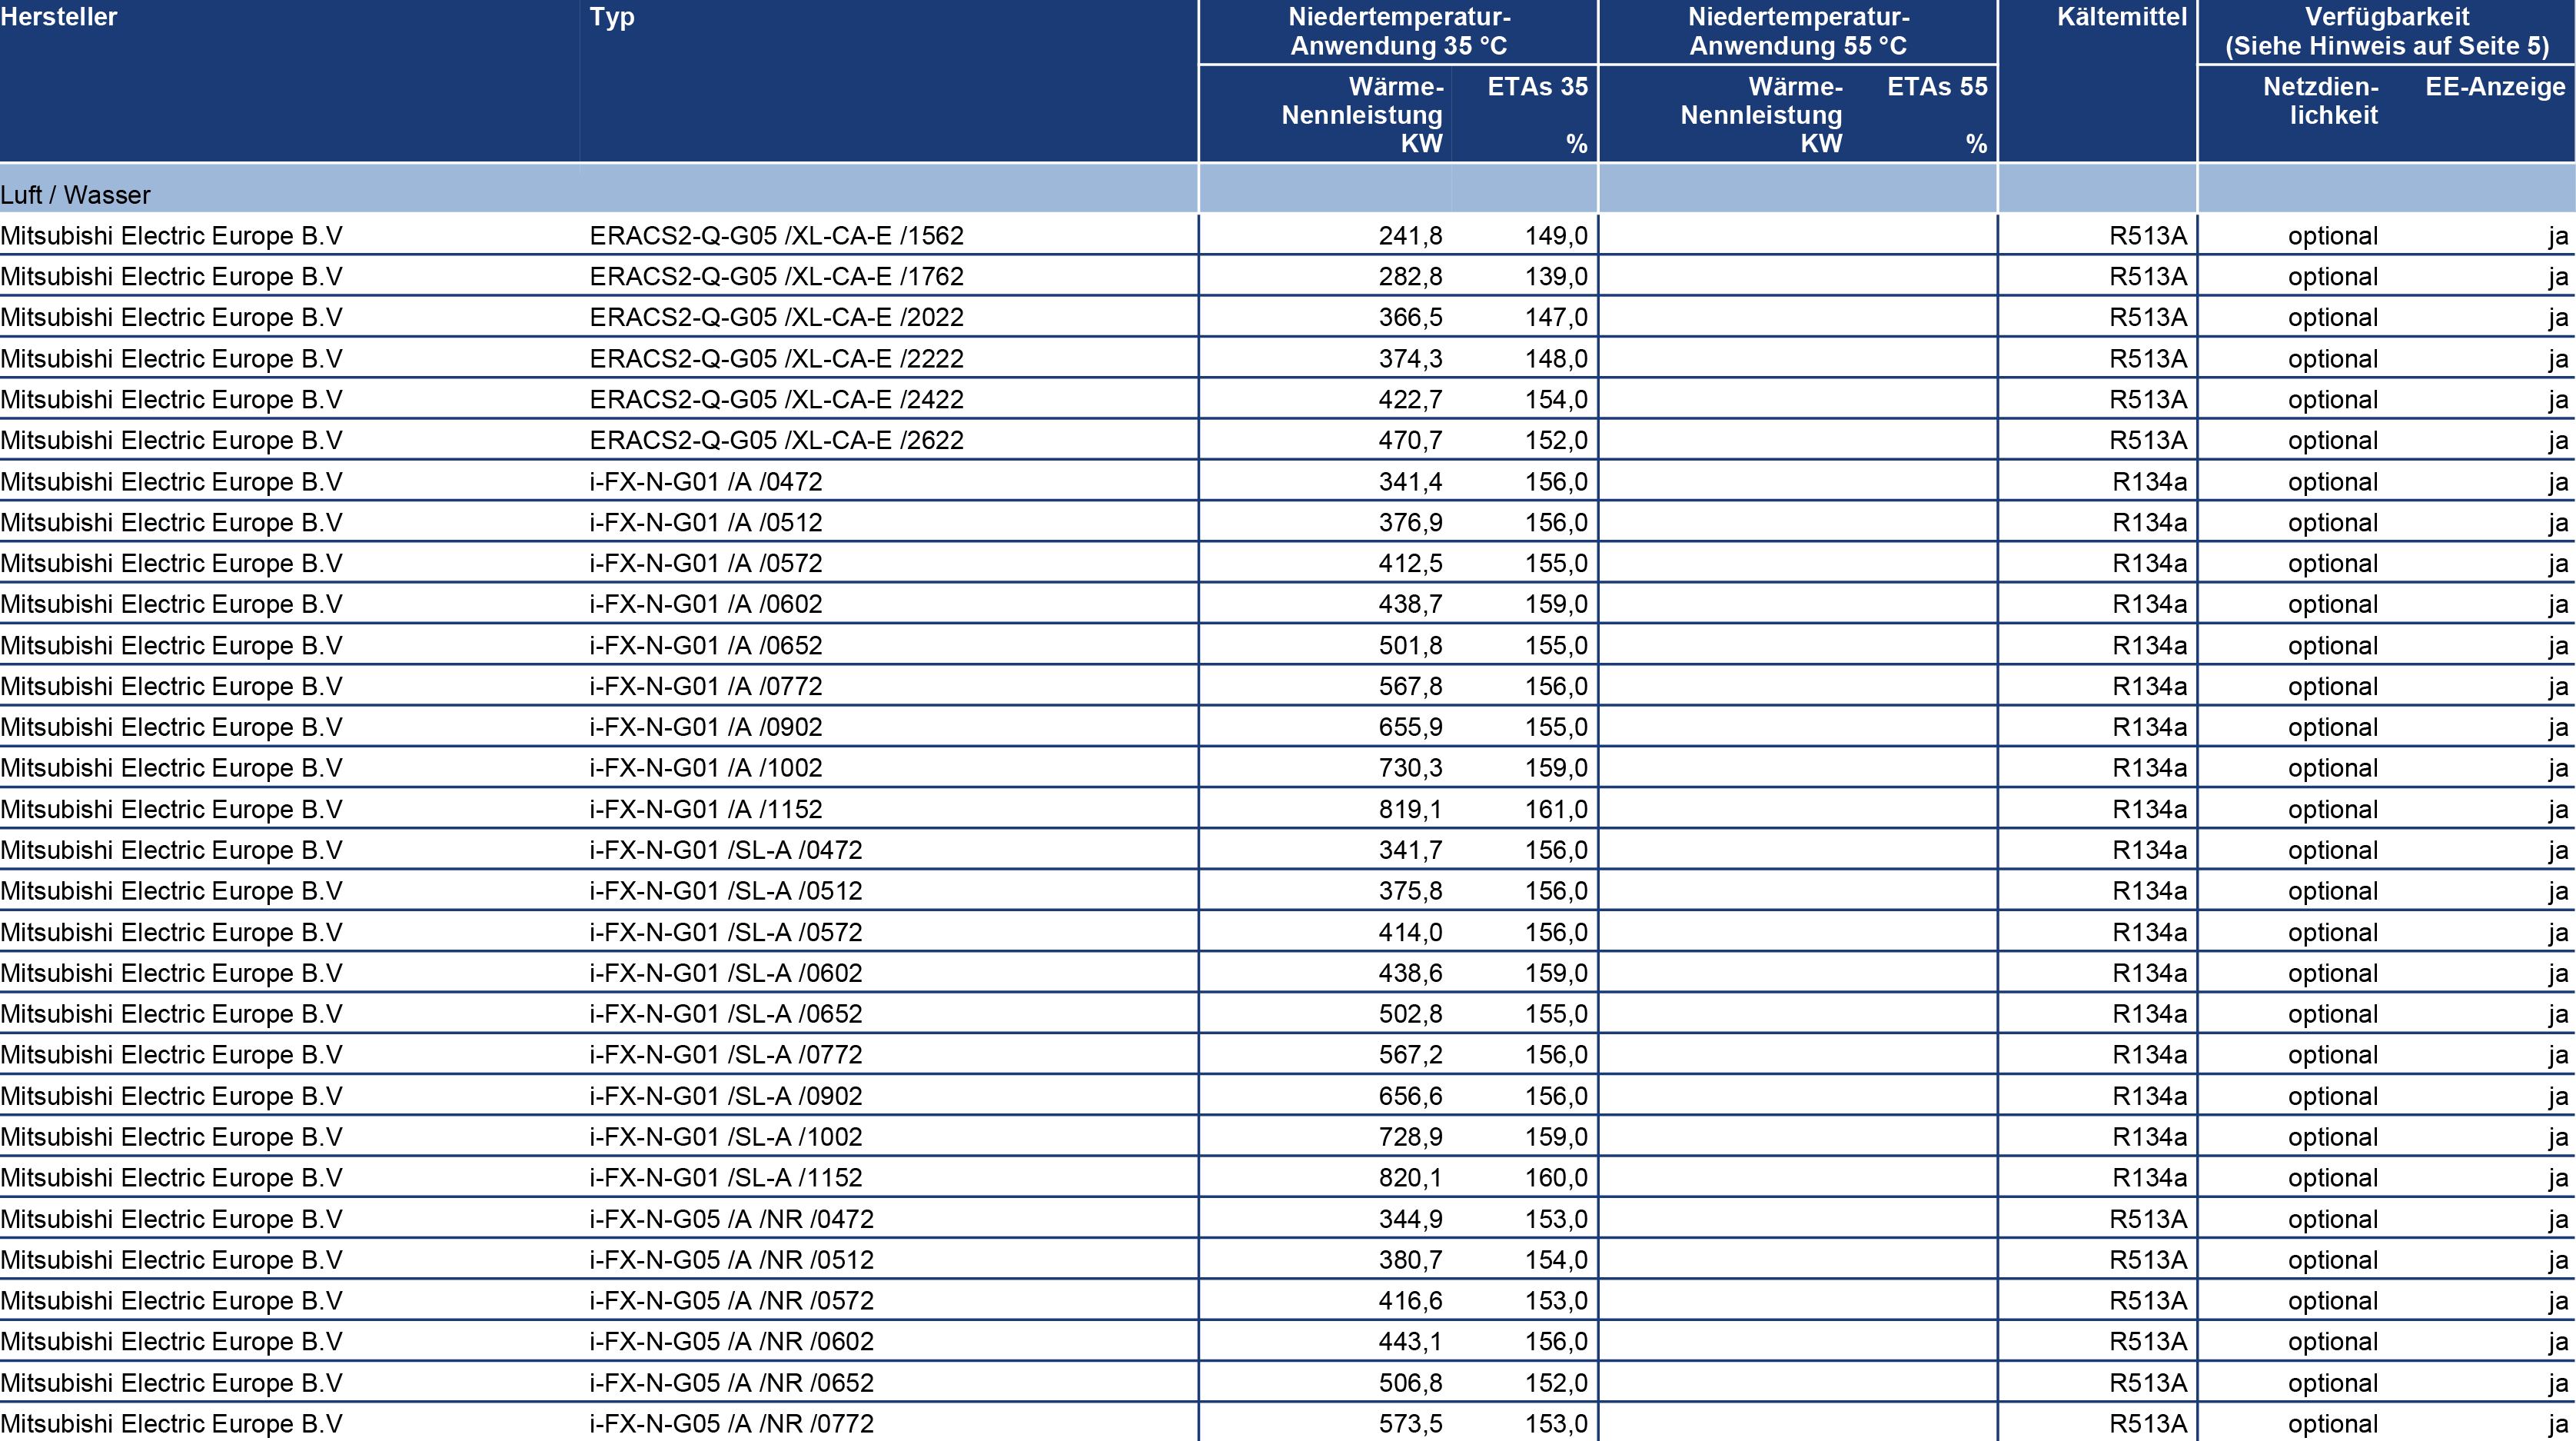 Hersteller Typ Niedertemperatur- Niedertemperatur- Kältemittel Verfügbarkeit
Anwendung 35 °C Anwendung 55 °C (Siehe Hinweis auf Seite 5)
Wärme- ETAs 35 Wärme- ETAs 55 Netzdien- EE-Anzeige
Nennleistung Nennleistung lichkeit
KW % KW %
Luft / Wasser
Mitsubishi Electric Europe B.V ERACS2-Q-G05 /XL-CA-E /1562 241,8 149,0 R513A optional ja
Mitsubishi Electric Europe B.V ERACS2-Q-G05 /XL-CA-E /1762 282,8 139,0 R513A optional ja
Mitsubishi Electric Europe B.V ERACS2-Q-G05 /XL-CA-E /2022 366,5 147,0 R513A optional ja
Mitsubishi Electric Europe B.V ERACS2-Q-G05 /XL-CA-E /2222 374,3 148,0 R513A optional ja
Mitsubishi Electric Europe B.V ERACS2-Q-G05 /XL-CA-E /2422 422,7 154,0 R513A optional ja
Mitsubishi Electric Europe B.V ERACS2-Q-G05 /XL-CA-E /2622 470,7 152,0 R513A optional ja
Mitsubishi Electric Europe B.V i-FX-N-G01 /A /0472 341,4 156,0 R134a optional ja
Mitsubishi Electric Europe B.V i-FX-N-G01 /A /0512 376,9 156,0 R134a optional ja
Mitsubishi Electric Europe B.V i-FX-N-G01 /A /0572 412,5 155,0 R134a optional ja
Mitsubishi Electric Europe B.V i-FX-N-G01 /A /0602 438,7 159,0 R134a optional ja
Mitsubishi Electric Europe B.V i-FX-N-G01 /A /0652 501,8 155,0 R134a optional ja
Mitsubishi Electric Europe B.V i-FX-N-G01 /A /0772 567,8 156,0 R134a optional ja
Mitsubishi Electric Europe B.V i-FX-N-G01 /A /0902 655,9 155,0 R134a optional ja
Mitsubishi Electric Europe B.V i-FX-N-G01 /A /1002 730,3 159,0 R134a optional ja
Mitsubishi Electric Europe B.V i-FX-N-G01 /A /1152 819,1 161,0 R134a optional ja
Mitsubishi Electric Europe B.V i-FX-N-G01 /SL-A /0472 341,7 156,0 R134a optional ja
Mitsubishi Electric Europe B.V i-FX-N-G01 /SL-A /0512 375,8 156,0 R134a optional ja
Mitsubishi Electric Europe B.V i-FX-N-G01 /SL-A /0572 414,0 156,0 R134a optional ja
Mitsubishi Electric Europe B.V i-FX-N-G01 /SL-A /0602 438,6 159,0 R134a optional ja
Mitsubishi Electric Europe B.V i-FX-N-G01 /SL-A /0652 502,8 155,0 R134a optional ja
Mitsubishi Electric Europe B.V i-FX-N-G01 /SL-A /0772 567,2 156,0 R134a optional ja
Mitsubishi Electric Europe B.V i-FX-N-G01 /SL-A /0902 656,6 156,0 R134a optional ja
Mitsubishi Electric Europe B.V i-FX-N-G01 /SL-A /1002 728,9 159,0 R134a optional ja
Mitsubishi Electric Europe B.V i-FX-N-G01 /SL-A /1152 820,1 160,0 R134a optional ja
Mitsubishi Electric Europe B.V i-FX-N-G05 /A /NR /0472 344,9 153,0 R513A optional ja
Mitsubishi Electric Europe B.V i-FX-N-G05 /A /NR /0512 380,7 154,0 R513A optional ja
Mitsubishi Electric Europe B.V i-FX-N-G05 /A /NR /0572 416,6 153,0 R513A optional ja
Mitsubishi Electric Europe B.V i-FX-N-G05 /A /NR /0602 443,1 156,0 R513A optional ja
Mitsubishi Electric Europe B.V i-FX-N-G05 /A /NR /0652 506,8 152,0 R513A optional ja
Mitsubishi Electric Europe B.V i-FX-N-G05 /A /NR /0772 573,5 153,0 R513A optional ja